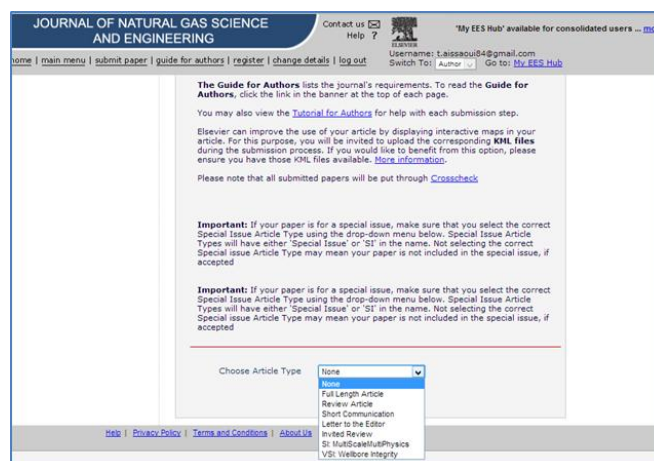 JOURNAL OF NATURAL GAS SCIENCE
AND ENGINEERING
Contact us
Help ?
ELSEVIER
'My EES Hub' available for consolidated users ...
Username: t.aissaoui84@gmail.com
Switch To: Author Go to: My EES Hub
home | main menu | submit paper | guide for authors | register | change details | log out
The Guide for Authors lists the journal's requirements. To read the Guide for
Authors, click the link in the banner at the top of each page.
You may also view the Tutorial for Authors for help with each submission step.
Elsevier can improve the use of your article by displaying interactive maps in your
article. For this purpose, you will be invited to upload the corresponding KML files
during the submission process. If you would like to benefit from this option, please
ensure you have those KML files available. More information.
Please note that all submitted papers will be put through Crosscheck
Important: If your paper is for a special issue, make sure that you select the correct
Special Issue Article Type using the drop-down menu below. Special Issue Article
Types will have either 'Special Issue' or 'SI' in the name. Not selecting the correct
Special issue Article Type may mean your paper is not included in the special issue, if
accepted
Important: If your paper is for a special issue, make sure that you select the correct
Special Issue Article Type using the drop-down menu below. Special Issue Article
Types will have either 'Special Issue' or 'SI' in the name. Not selecting the correct
Special issue Article Type may mean your paper is not included in the special issue, if
accepted
Choose Article Type None
None
Full Length Article
Review Article
Short Communication
Letter to the Editor
Invited Review
SI: MultiScaleMultiPhysics
VSI: Wellbore Integrity
Help | Privacy Policy | Terms and Conditions | About Us